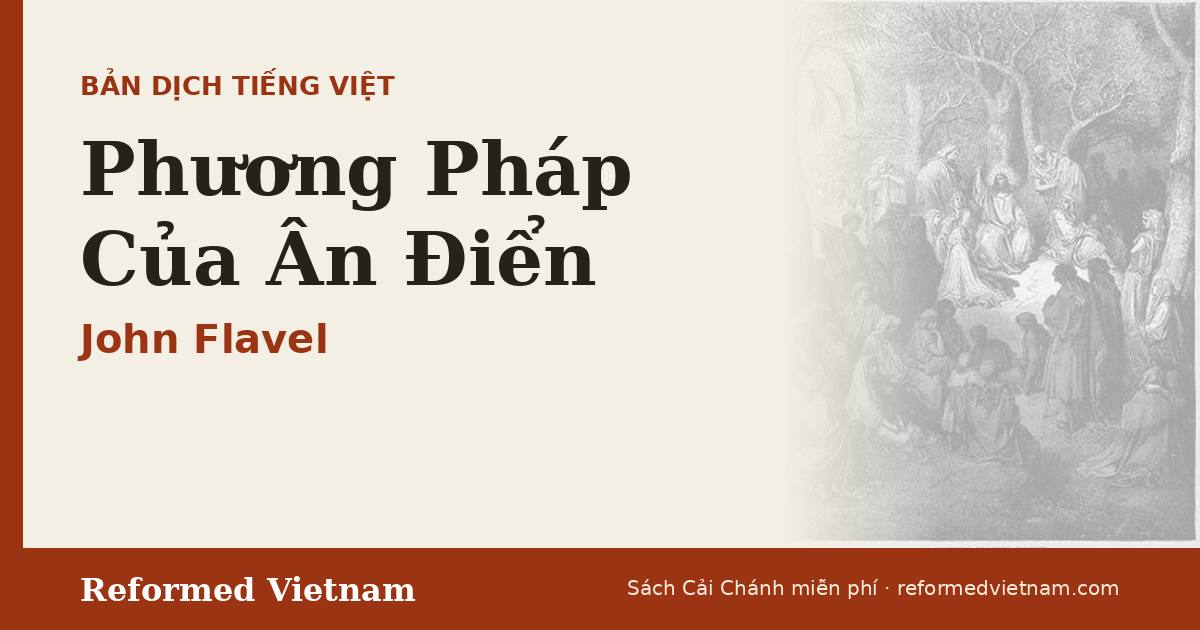 BẢN DỊCH TIẾNG VIỆT
Phương Pháp
Của Ân Điển
John Flavel
Reformed Vietnam
Sách Cải Chánh miễn phí · reformedvietnam.com